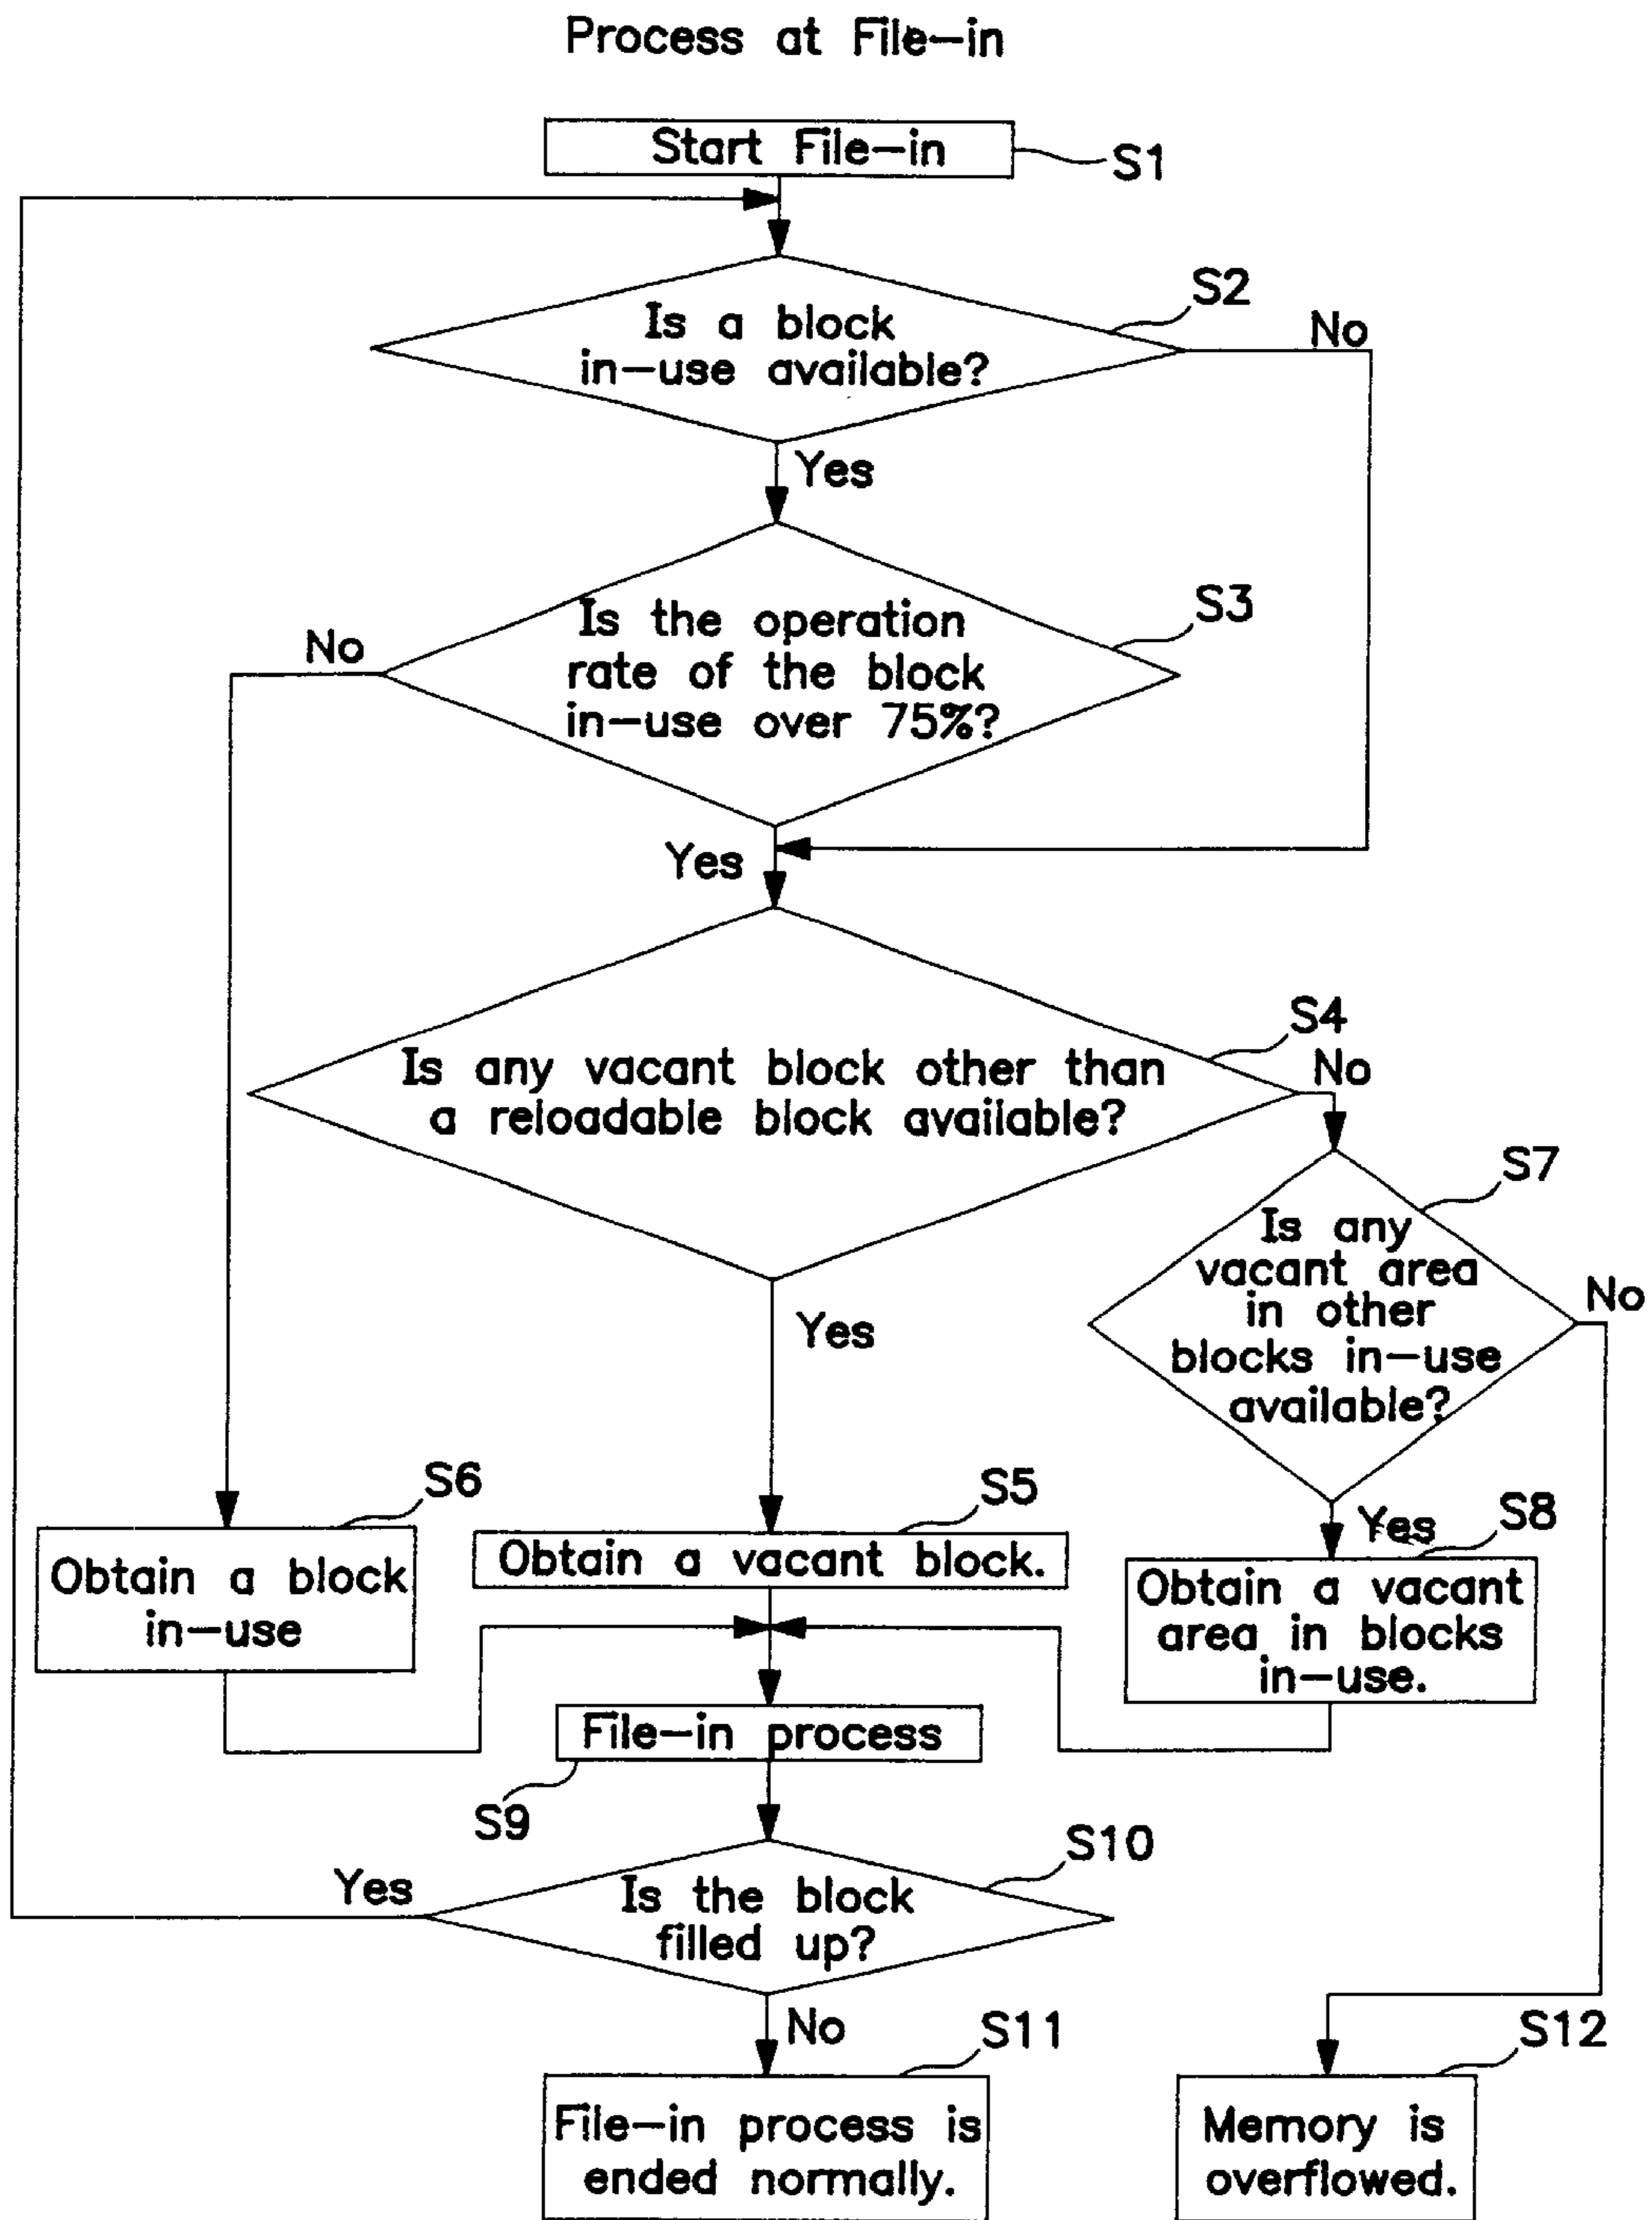 Process at File-in
Start File-in
S1
S2
Is a block
in-use available?
No
Yes
S3
Is the operation
rate of the block
in-use over 75%?
No
Yes
S4
Is any vacant block other than
a reloadable block available?
No
Yes
S7
Is any
vacant area
in other
blocks in-use
available?
No
Yes
S6
Obtain a block
in-use
S5
Obtain a vacant block.
S8
Obtain a vacant
area in blocks
in-use.
File-in process
S9
S10
Is the block
filled up?
Yes
No
S11
File-in process is
ended normally.
S12
Memory is
overflowed.